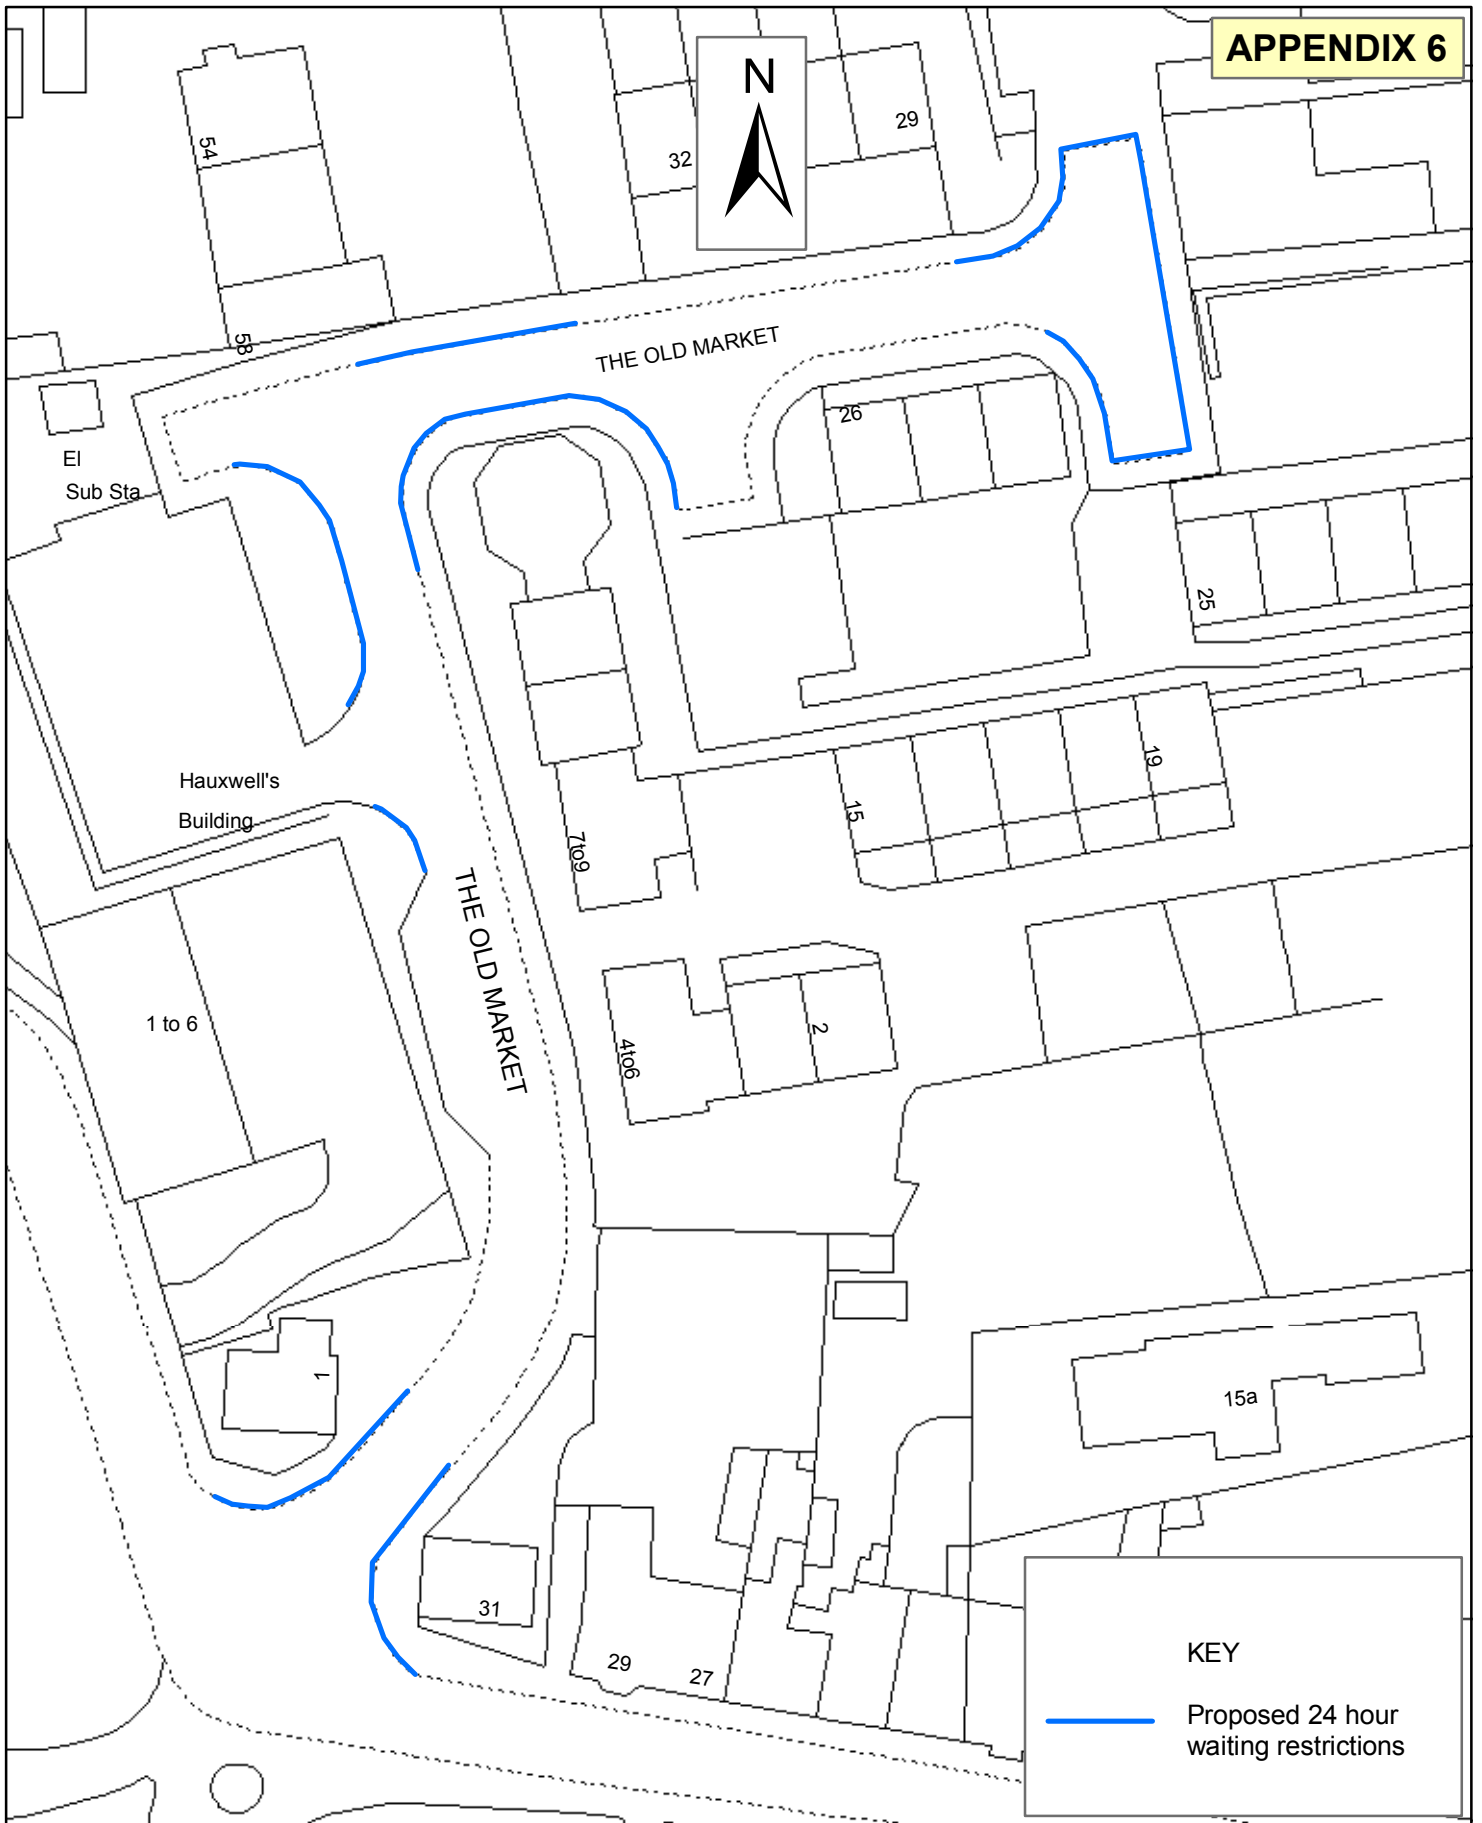 APPENDIX 6
N
54
32
29
58
THE OLD MARKET
26
El
Sub Sta
25
Hauxwell's
Building
19
15
7to9
THE OLD MARKET
1 to 6
4to6
2
1
15a
31
29
27
KEY
Proposed 24 hour
waiting restrictions